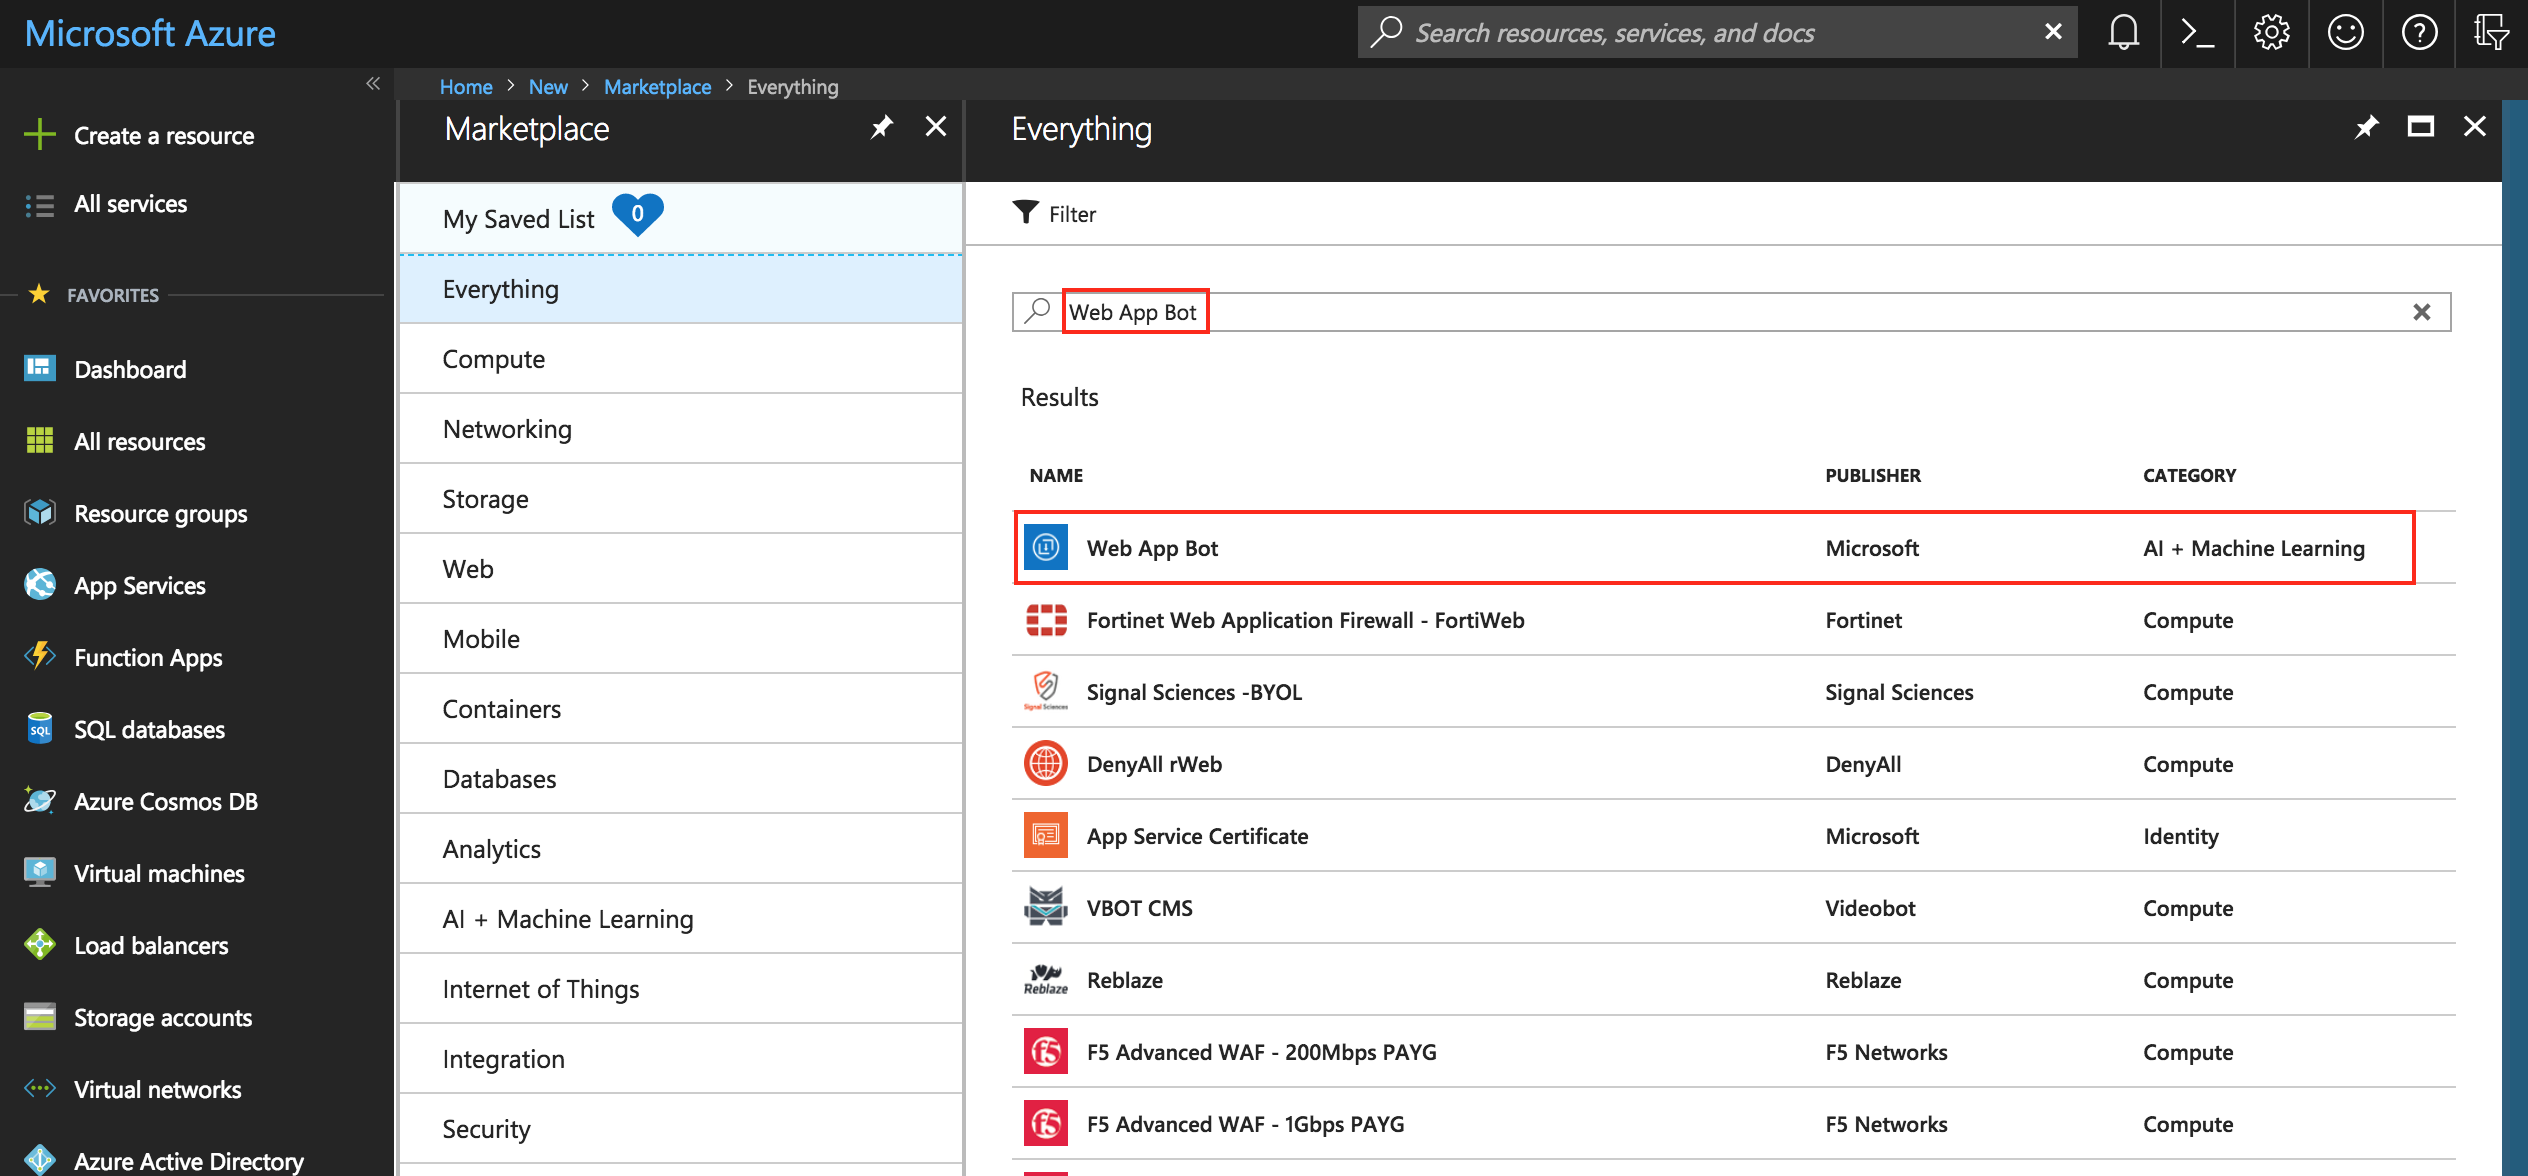 Microsoft Azure
Search resources, services, and docs
Home > New > Marketplace > Everything
Create a resource
All services
FAVORITES
Dashboard
All resources
Resource groups
App Services
Function Apps
SQL
SQL databases
Azure Cosmos DB
Virtual machines
Load balancers
Storage accounts
Virtual networks
Azure Active Directory
Marketplace
My Saved List 0
Everything
Compute
Networking
Storage
Web
Mobile
Containers
Databases
Analytics
AI + Machine Learning
Internet of Things
Integration
Security
Everything
Filter
Web App Bot
Results
NAME PUBLISHER CATEGORY
Web App Bot Microsoft AI + Machine Learning
Fortinet Web Application Firewall - FortiWeb Fortinet Compute
Signal Sciences Signal Sciences -BYOL Signal Sciences Compute
DenyAll rWeb DenyAll Compute
App Service Certificate Microsoft Identity
VBOT CMS Videobot Compute
Reblaze Reblaze Reblaze Compute
f5 F5 Advanced WAF - 200Mbps PAYG F5 Networks Compute
f5 F5 Advanced WAF - 1Gbps PAYG F5 Networks Compute